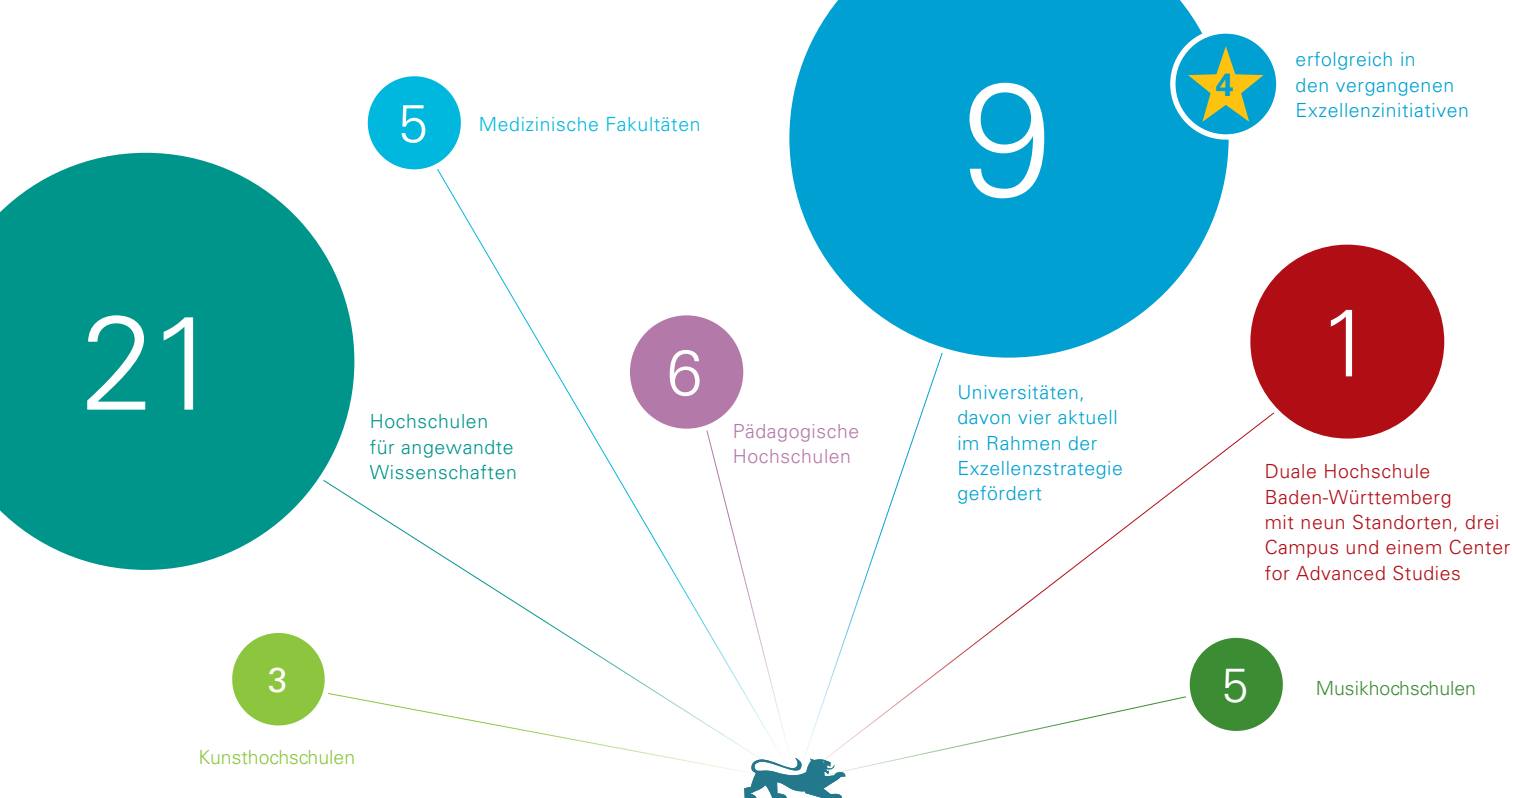 5
Medizinische Fakultäten
9
4
erfolgreich in
den vergangenen
Exzellenzinitiativen
21
Hochschulen
für angewandte
Wissenschaften
6
Pädagogische
Hochschulen
Universitäten,
davon vier aktuell
im Rahmen der
Exzellenzstrategie
gefördert
1
Duale Hochschule
Baden-Württemberg
mit neun Standorten, drei
Campus und einem Center
for Advanced Studies
3
Kunsthochschulen
5
Musikhochschulen